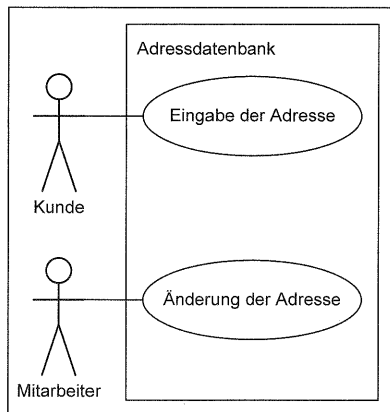 Adressdatenbank
Eingabe der Adresse
Kunde
Änderung der Adresse
Mitarbeiter